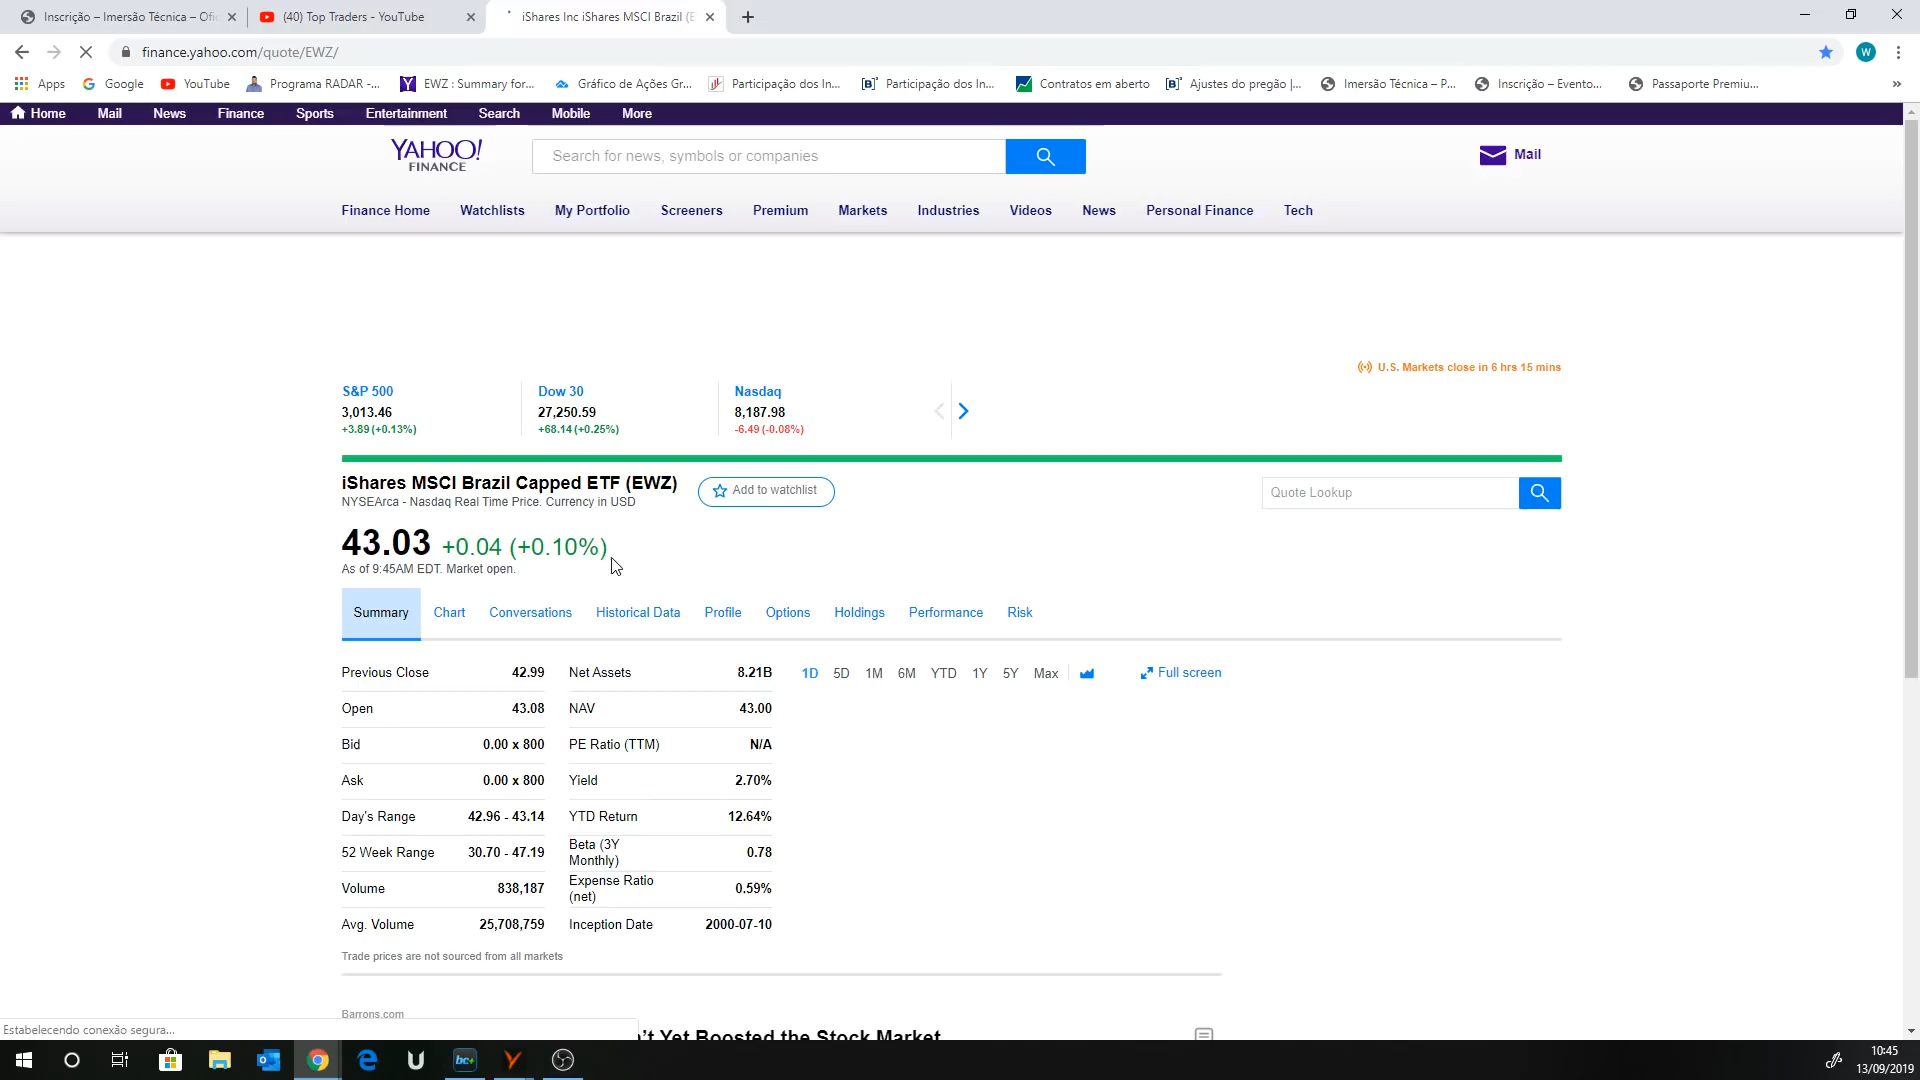 Inscrição – Imersão Técnica – Ofic
(40) Top Traders - YouTube
iShares Inc iShares MSCI Brazil (E
finance.yahoo.com/quote/EWZ/
W
Apps
Google
YouTube
Programa RADAR -...
EWZ : Summary for...
Gráfico de Ações Gr...
Participação dos In...
Participação dos In...
Contratos em aberto
Ajustes do pregão |...
Imersão Técnica – P...
Inscrição – Evento...
Passaporte Premiu...
»
Home Mail News Finance Sports Entertainment Search Mobile More
YAHOO!
FINANCE
Search for news, symbols or companies
Mail
Finance Home Watchlists My Portfolio Screeners Premium Markets Industries Videos News Personal Finance Tech
U.S. Markets close in 6 hrs 15 mins
S&P 500
3,013.46
+3.89 (+0.13%)
Dow 30
27,250.59
+68.14 (+0.25%)
Nasdaq
8,187.98
-6.49 (-0.08%)
iShares MSCI Brazil Capped ETF (EWZ)
NYSEArca - Nasdaq Real Time Price. Currency in USD
Add to watchlist
Quote Lookup
43.03 +0.04 (+0.10%)
As of 9:45AM EDT. Market open.
Summary Chart Conversations Historical Data Profile Options Holdings Performance Risk
Previous Close 42.99
Open 43.08
Bid 0.00 x 800
Ask 0.00 x 800
Day's Range 42.96 - 43.14
52 Week Range 30.70 - 47.19
Volume 838,187
Avg. Volume 25,708,759
Net Assets 8.21B
NAV 43.00
PE Ratio (TTM) N/A
Yield 2.70%
YTD Return 12.64%
Beta (3Y
Monthly) 0.78
Expense Ratio
(net) 0.59%
Inception Date 2000-07-10
1D 5D 1M 6M YTD 1Y 5Y Max
Full screen
Trade prices are not sourced from all markets
Barrons.com
't Yet Boosted the Stock Market
Estabelecendo conexão segura...
bc+
10:45
13/09/2019